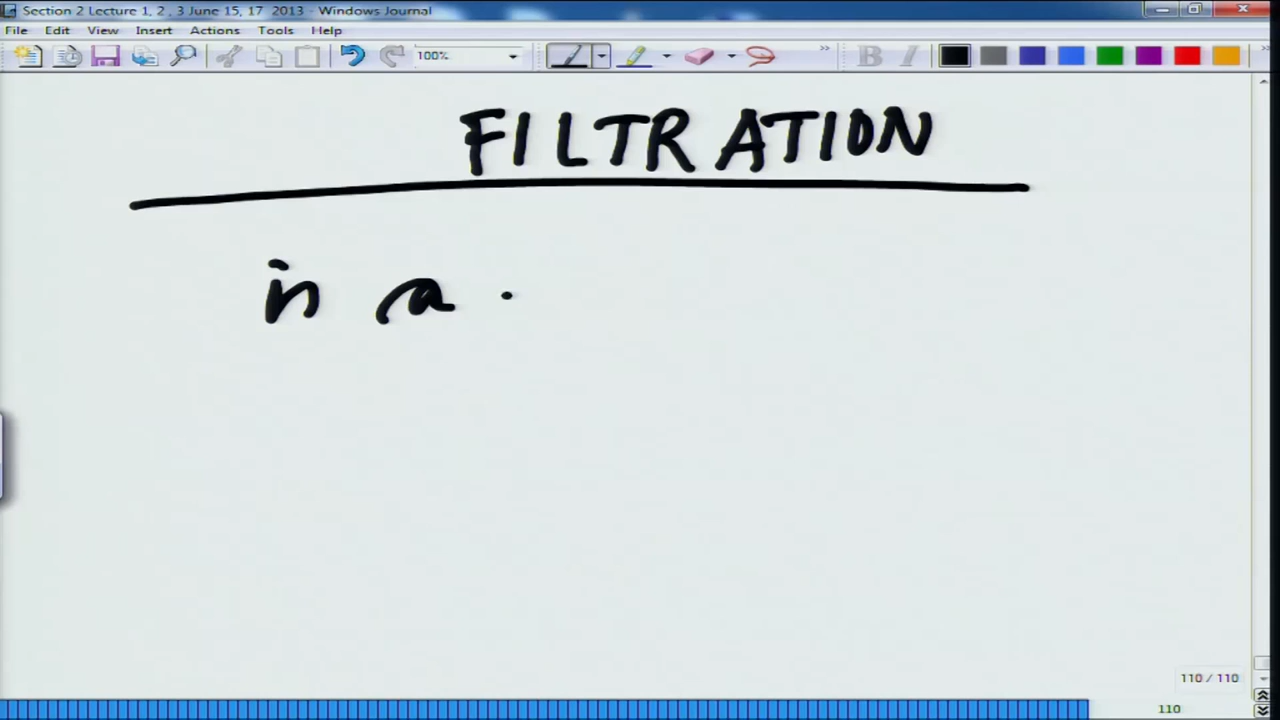 Section 2 Lecture 1, 2 , 3 June 15, 17 2013 - Windows Journal
File Edit View Insert Actions Tools Help
100% B I
FILTRATION
is a .
110 / 110
110